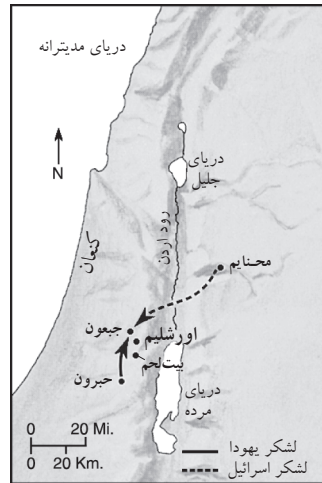 دریای مدیترانه
N
دریای
جلیل
رود اردن
کنعان
محنایم
جبعون
اورشلیم
بیت‌لحم
حبرون
دریای
مرده
0 20 Mi.
0 20 Km.
لشکر یهودا
لشکر اسرائیل